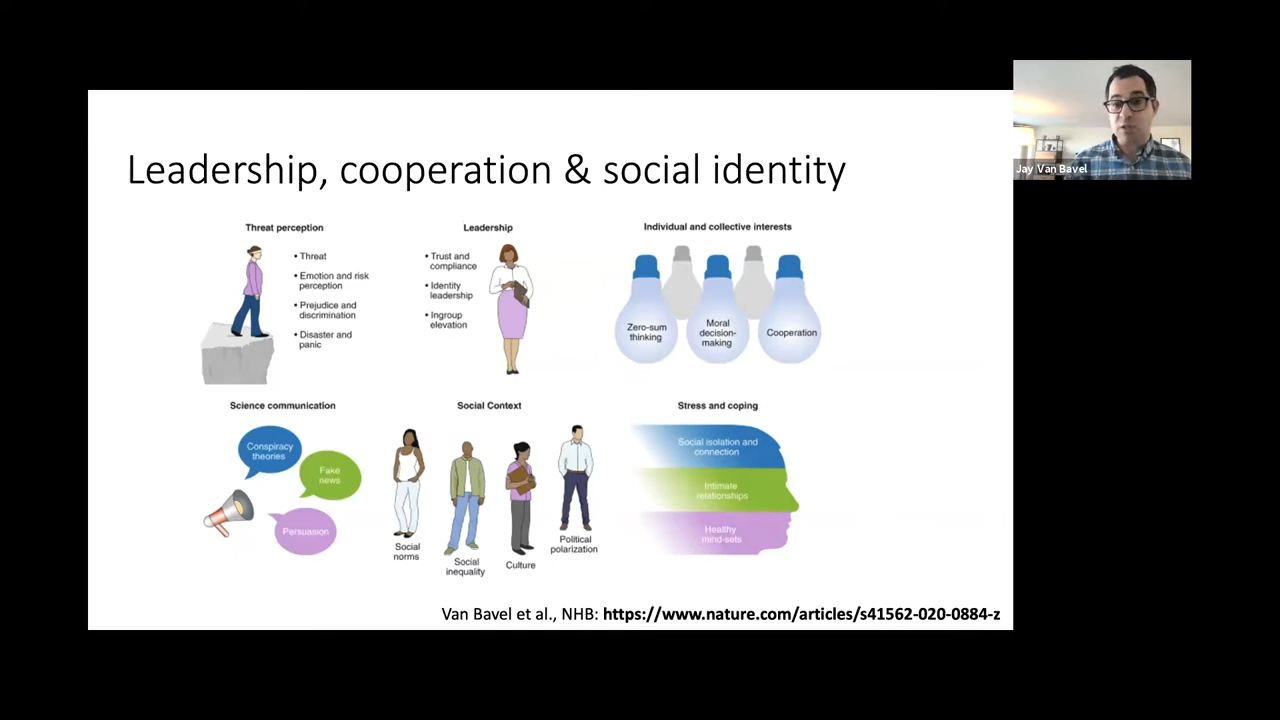 Leadership, cooperation & social identity
Jay Van Bavel
Threat perception
• Threat
• Emotion and risk
perception
• Prejudice and
discrimination
• Disaster and
panic
Leadership
• Trust and
compliance
• Identity
leadership
• Ingroup
elevation
Individual and collective interests
Zero-sum
thinking
Moral
decision-
making
Cooperation
Science communication
Conspiracy
theories
Fake
news
Persuasion
Social Context
Social
norms
Social
inequality
Culture
Political
polarization
Stress and coping
Social isolation and
connection
Intimate
relationships
Healthy
mind-sets
Van Bavel et al., NHB: https://www.nature.com/articles/s41562-020-0884-z